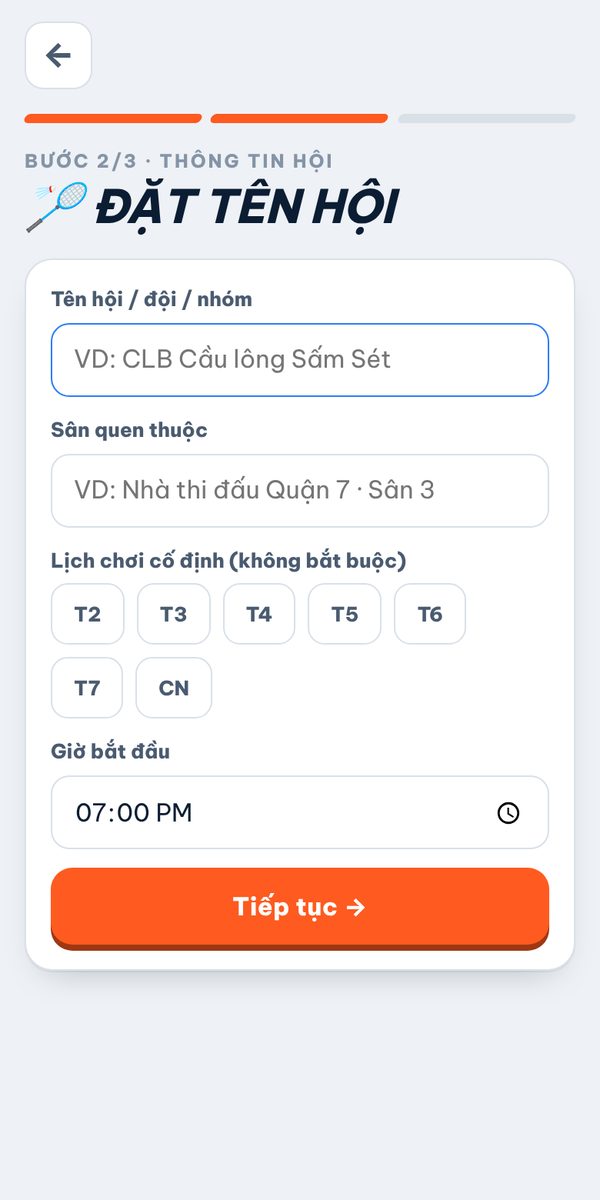 BƯỚC 2/3 · THÔNG TIN HỘI
ĐẶT TÊN HỘI
Tên hội / đội / nhóm
VD: CLB Cầu lông Sấm Sét
Sân quen thuộc
VD: Nhà thi đấu Quận 7 · Sân 3
Lịch chơi cố định (không bắt buộc)
T2 T3 T4 T5 T6
T7 CN
Giờ bắt đầu
07:00 PM
Tiếp tục →